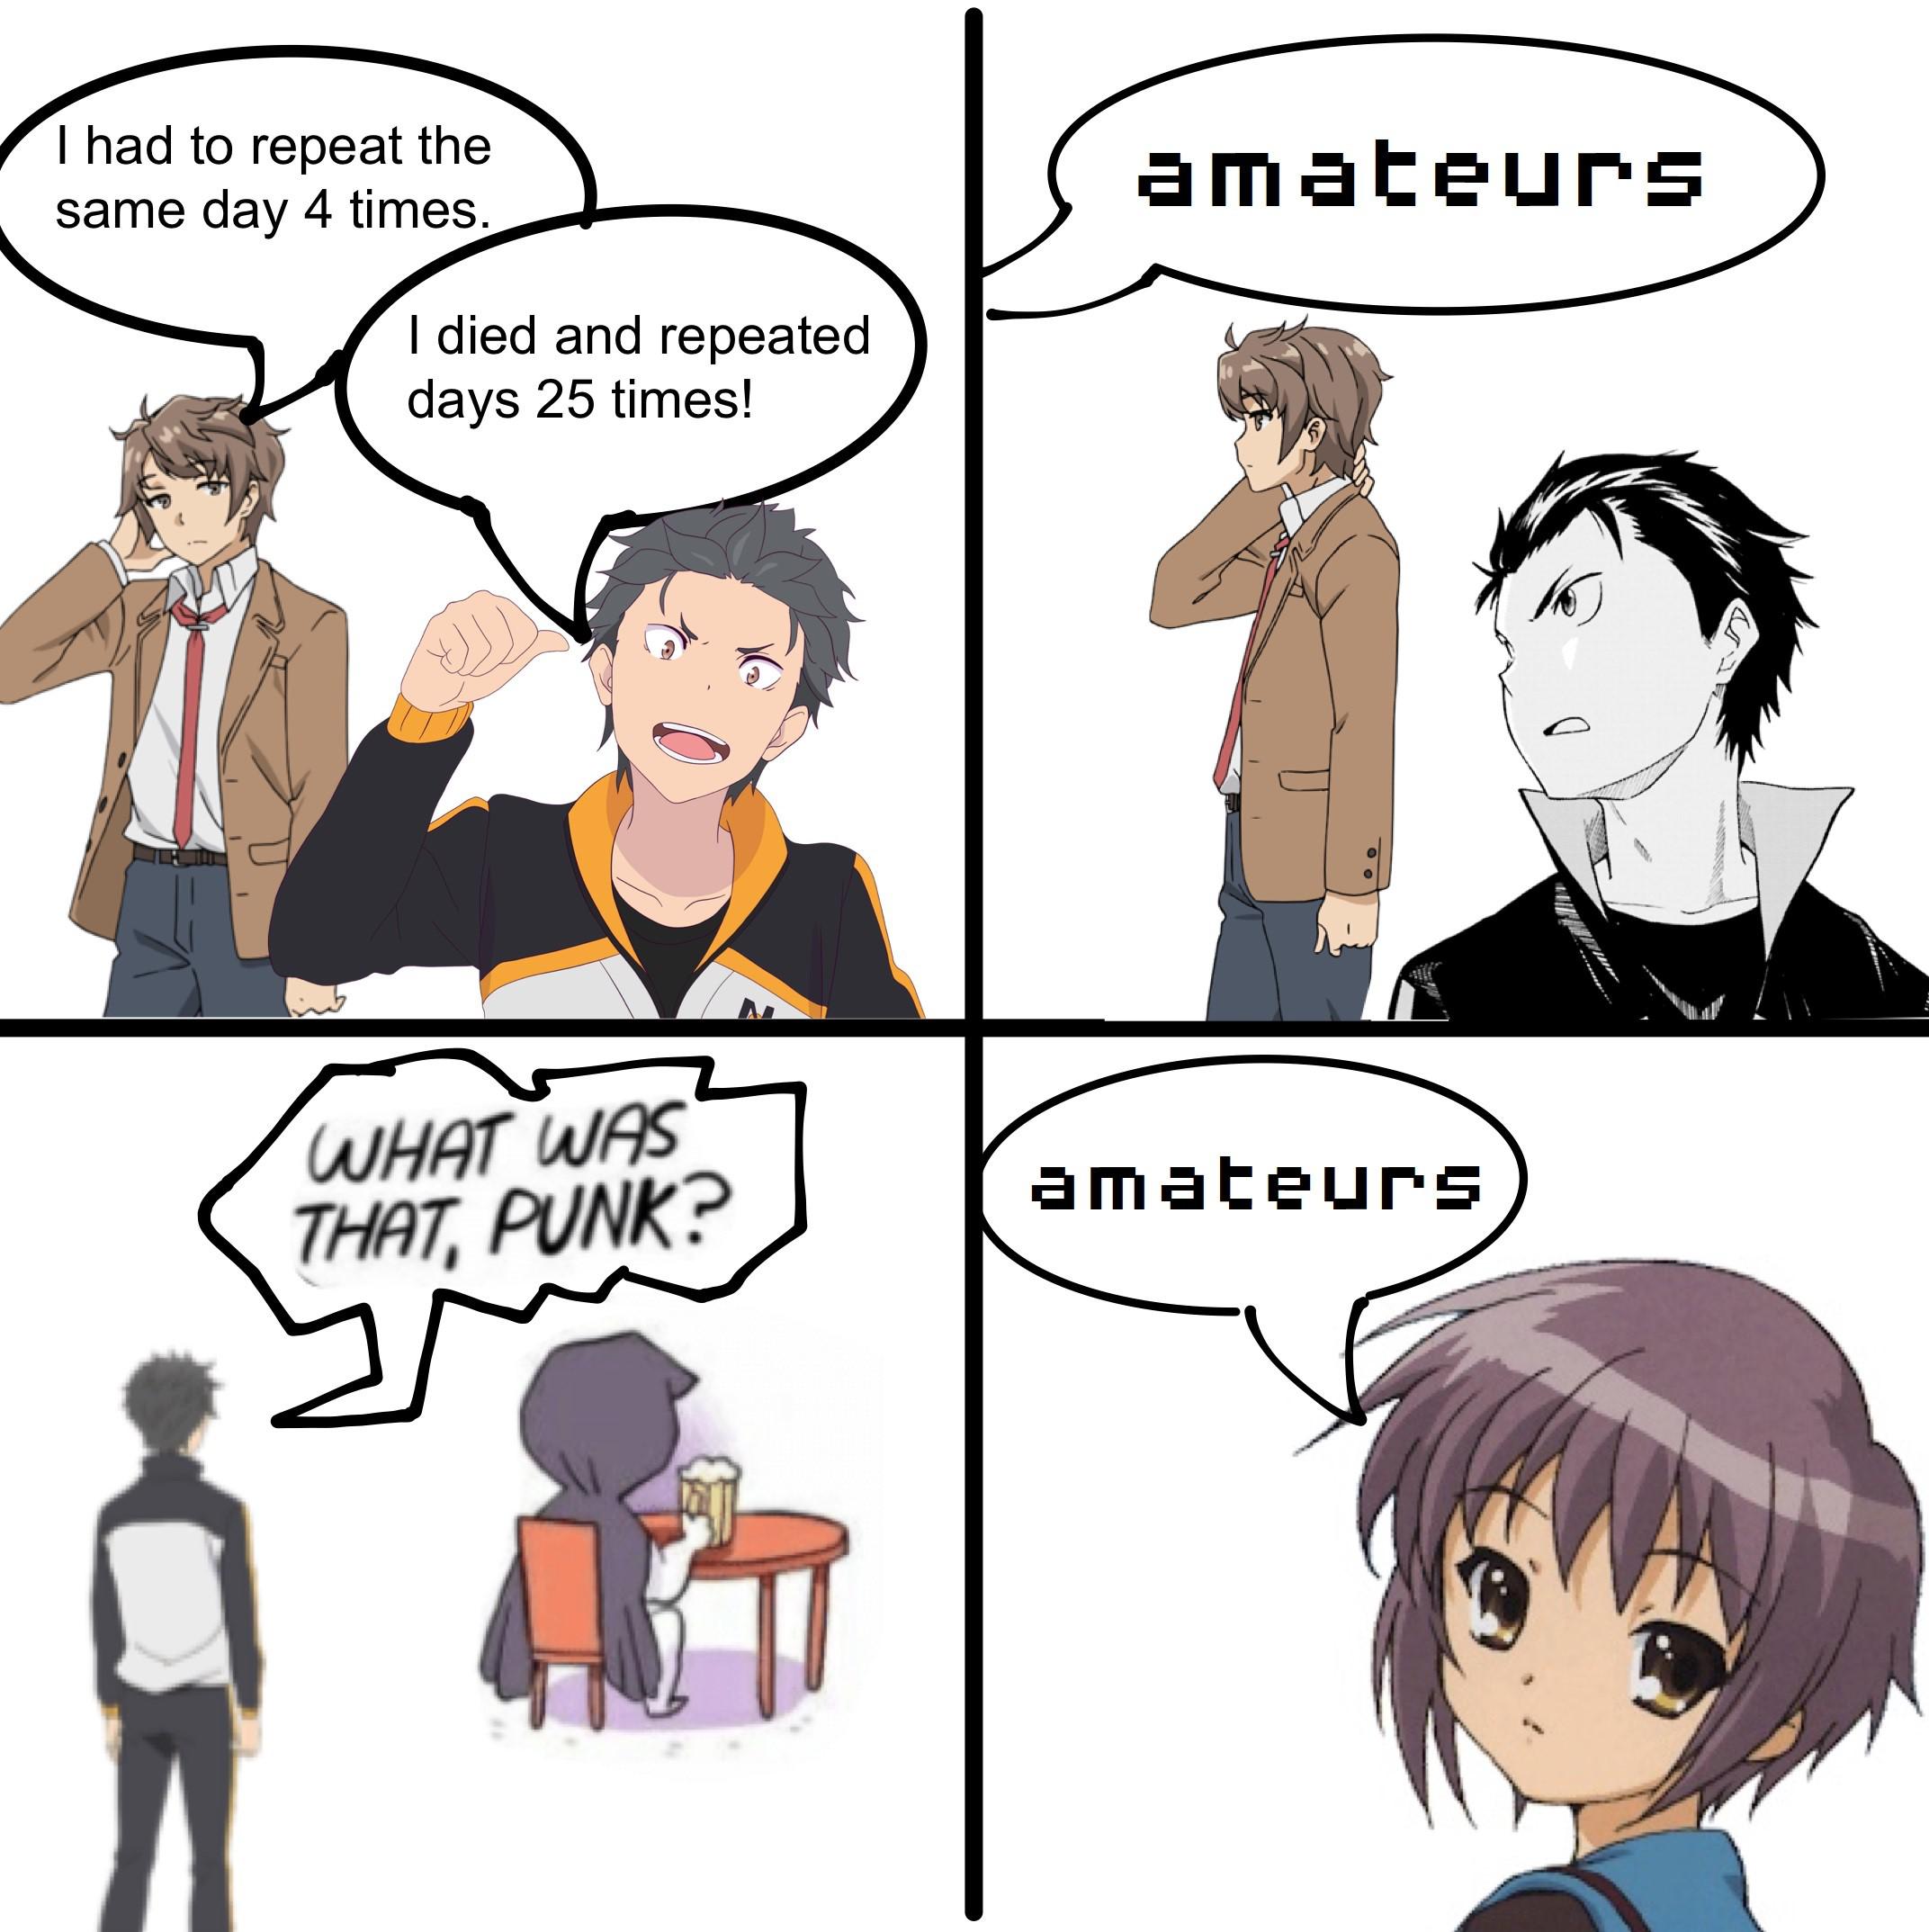 I had to repeat the
same day 4 times.
I died and repeated
days 25 times!
amateurs
WHAT WAS
THAT, PUNK?
amateurs